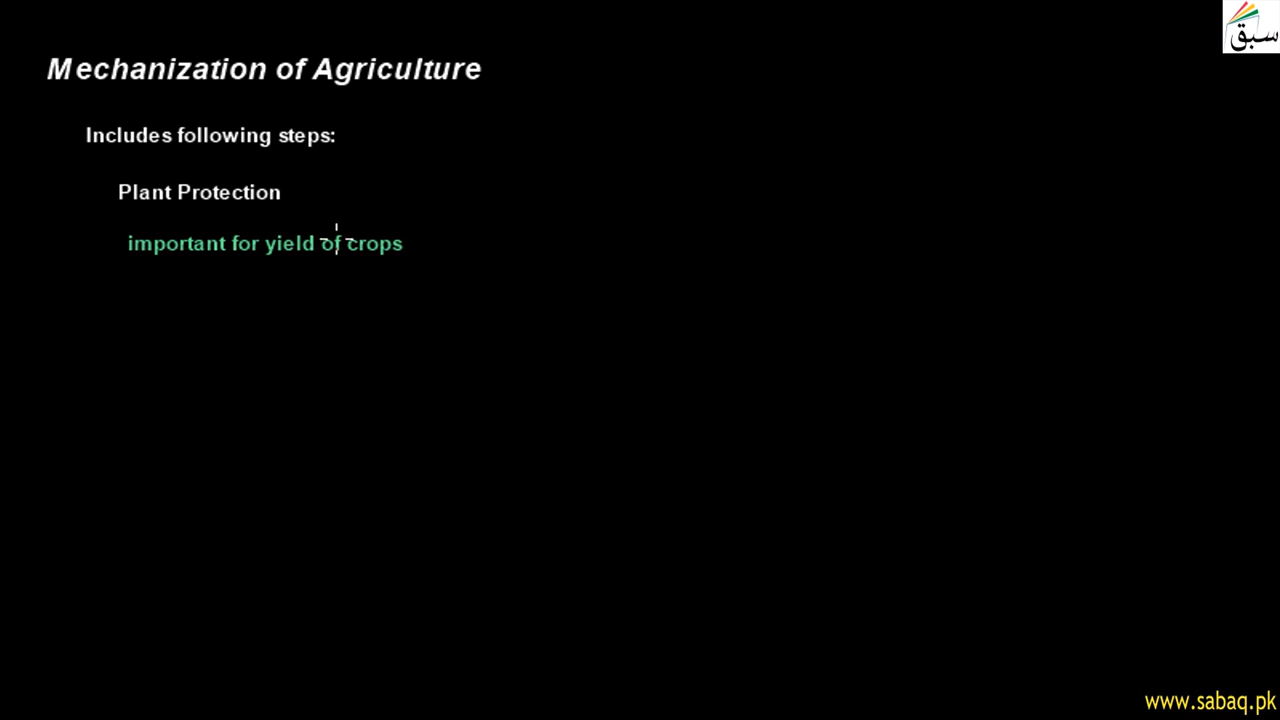 سبق
Mechanization of Agriculture
Includes following steps:
Plant Protection
important for yield of crops
www.sabaq.pk